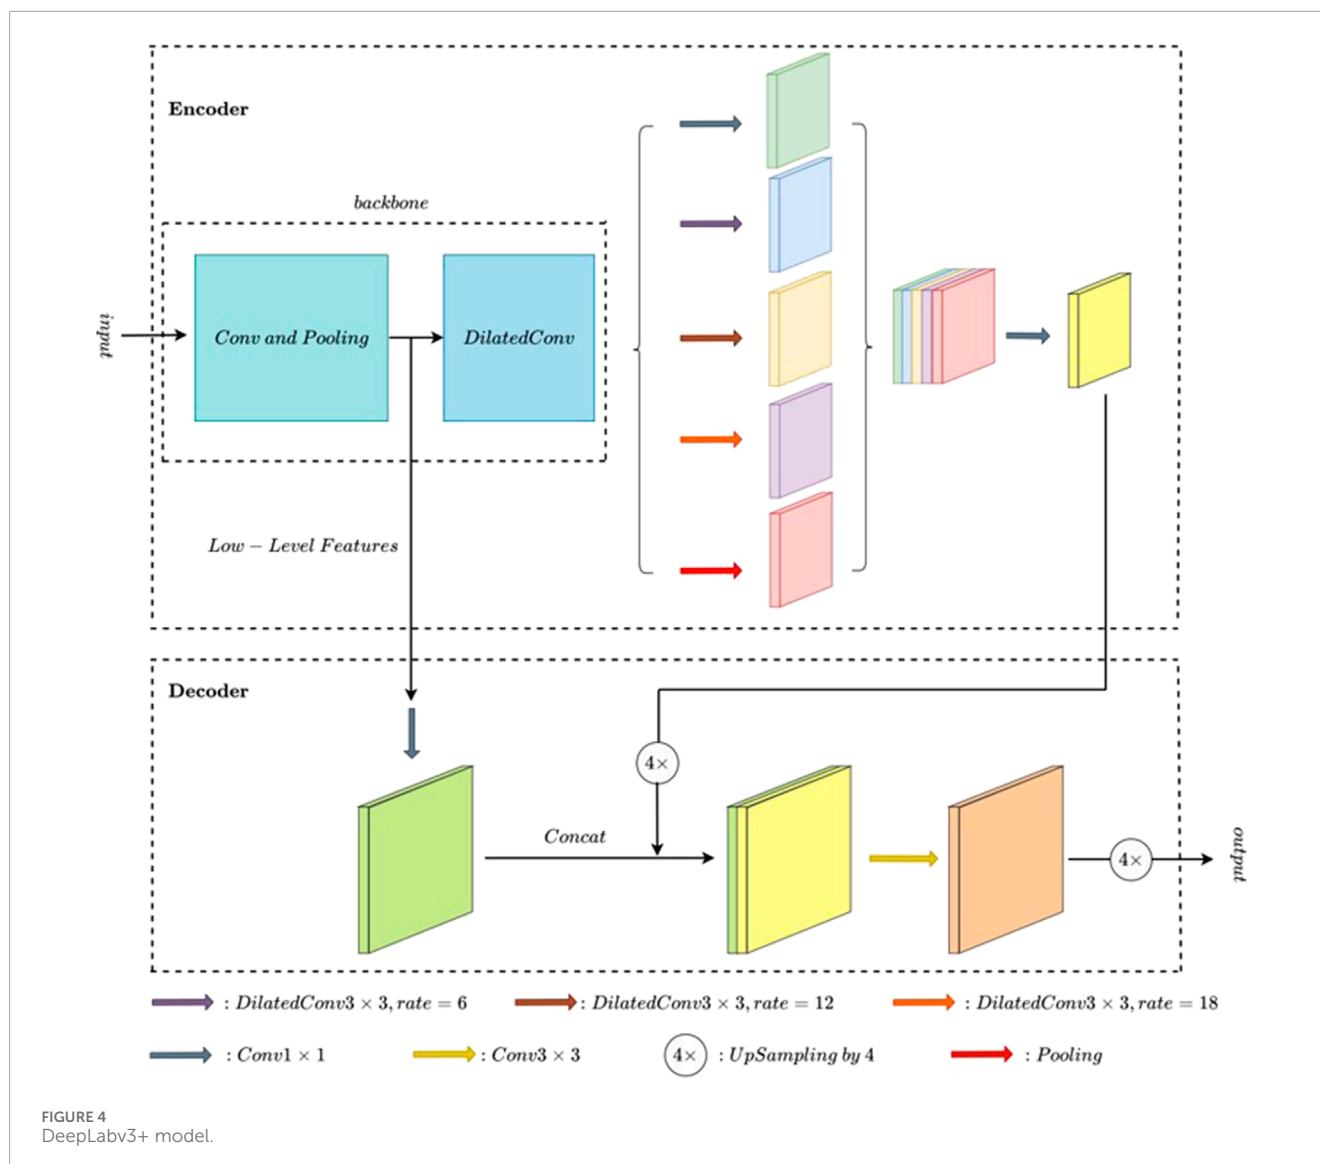 Encoder
backbone
input
Conv and Pooling
DilatedConv
Low − Level Features
Decoder
4×
Concat
4×
output
: DilatedConv3 × 3, rate = 6
: DilatedConv3 × 3, rate = 12
: DilatedConv3 × 3, rate = 18
: Conv1 × 1
: Conv3 × 3
4× : UpSampling by 4
: Pooling
FIGURE 4
DeepLabv3+ model.